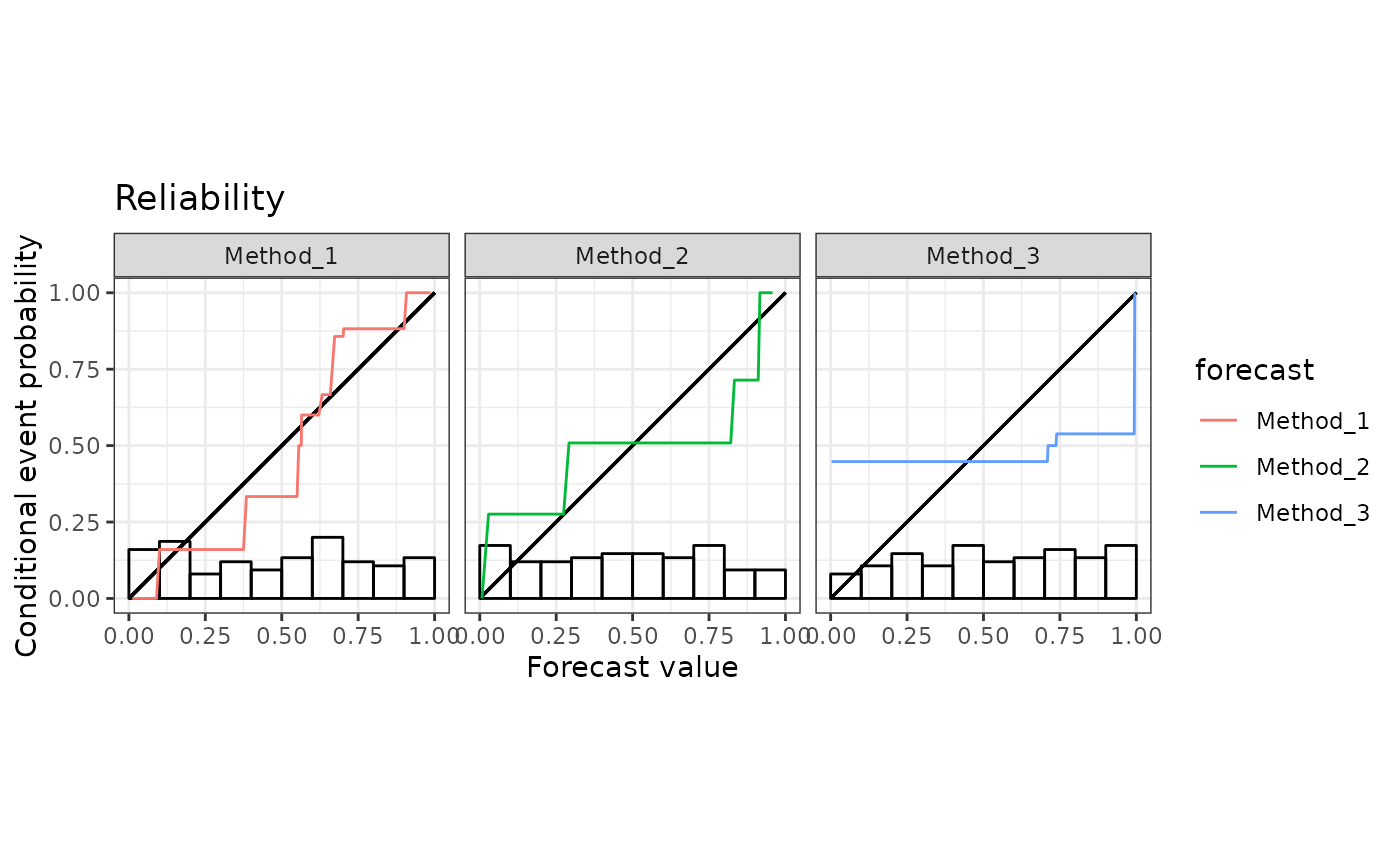 Reliability
Method_1 Method_2 Method_3
Conditional event probability
1.00
0.75
0.50
0.25
0.00
0.00 0.25 0.50 0.75 1.00 0.00 0.25 0.50 0.75 1.00 0.00 0.25 0.50 0.75 1.00
Forecast value
forecast
Method_1
Method_2
Method_3